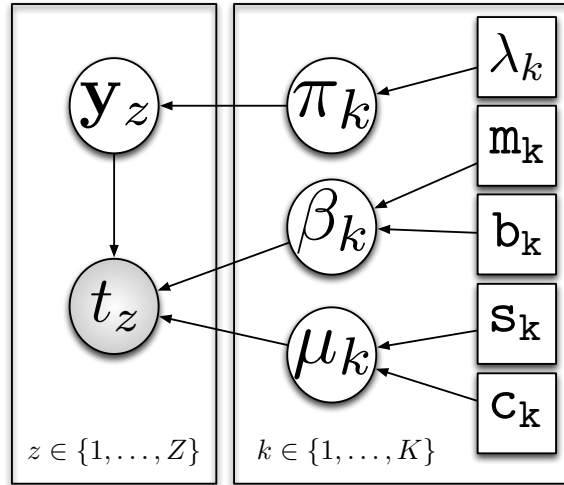 y_z
π_k
λ_k
m_k
β_k
b_k
t_z
μ_k
s_k
c_k
z ∈ {1, . . . , Z}
k ∈ {1, . . . , K}